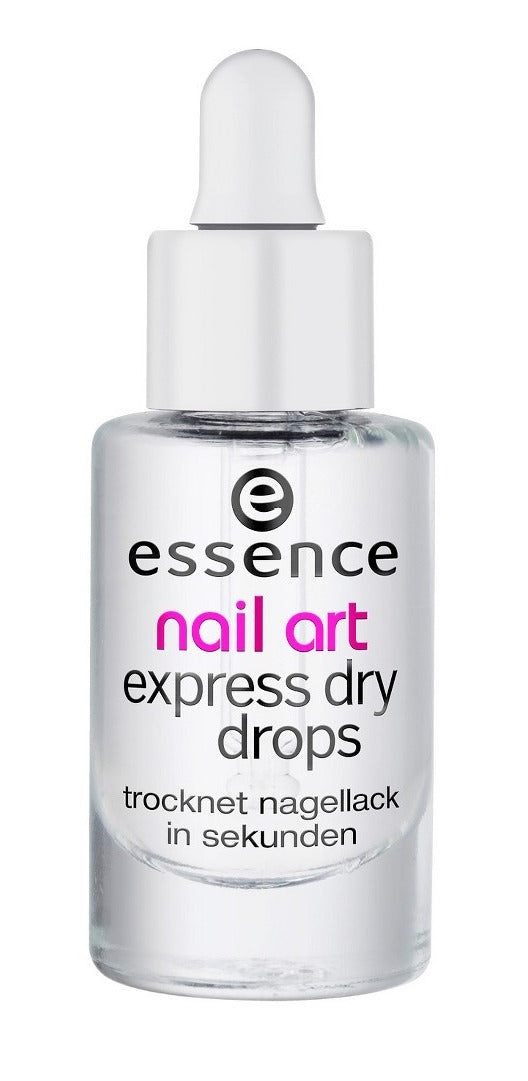 e
essence
nail art
express dry
drops
trocknet nagellack
in sekunden